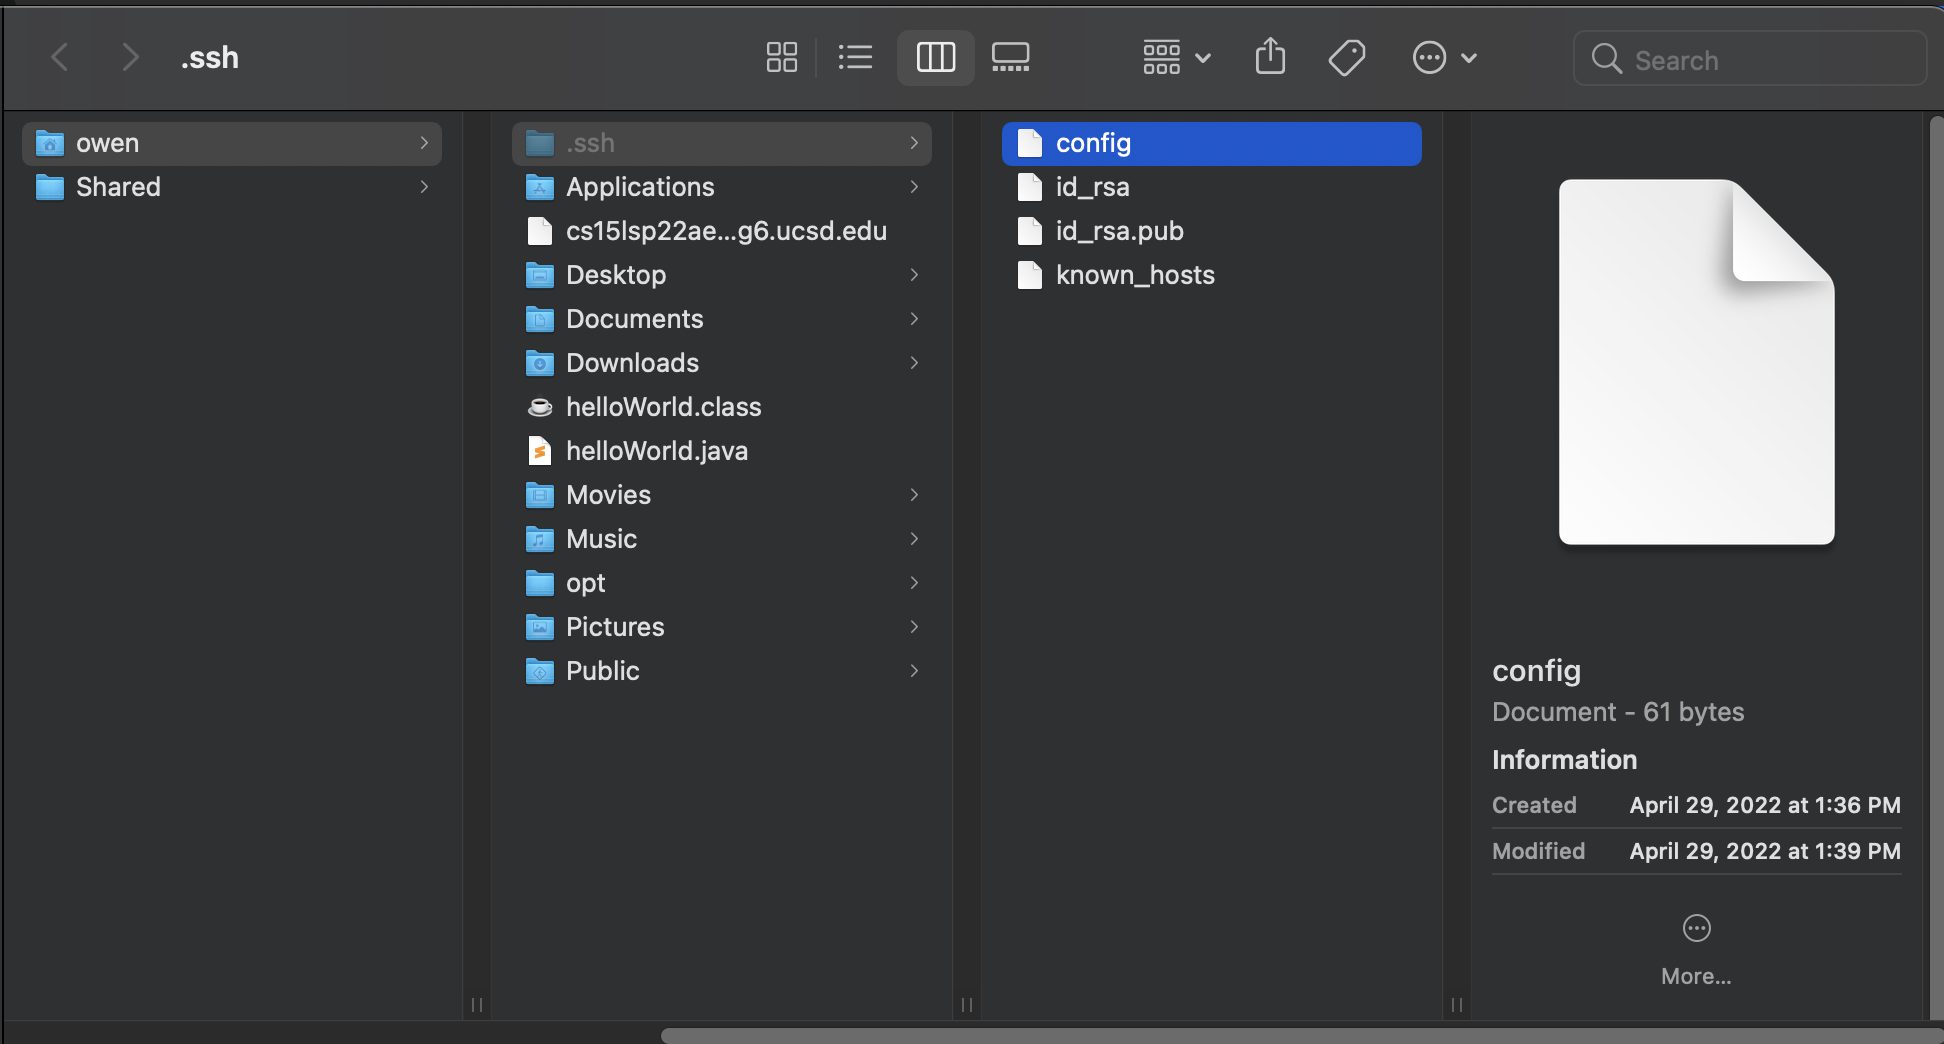 .ssh
Search
owen
Shared
.ssh
Applications
cs15lsp22ae...g6.ucsd.edu
Desktop
Documents
Downloads
helloWorld.class
helloWorld.java
Movies
Music
opt
Pictures
Public
config
id_rsa
id_rsa.pub
known_hosts
config
Document - 61 bytes
Information
Created April 29, 2022 at 1:36 PM
Modified April 29, 2022 at 1:39 PM
More...